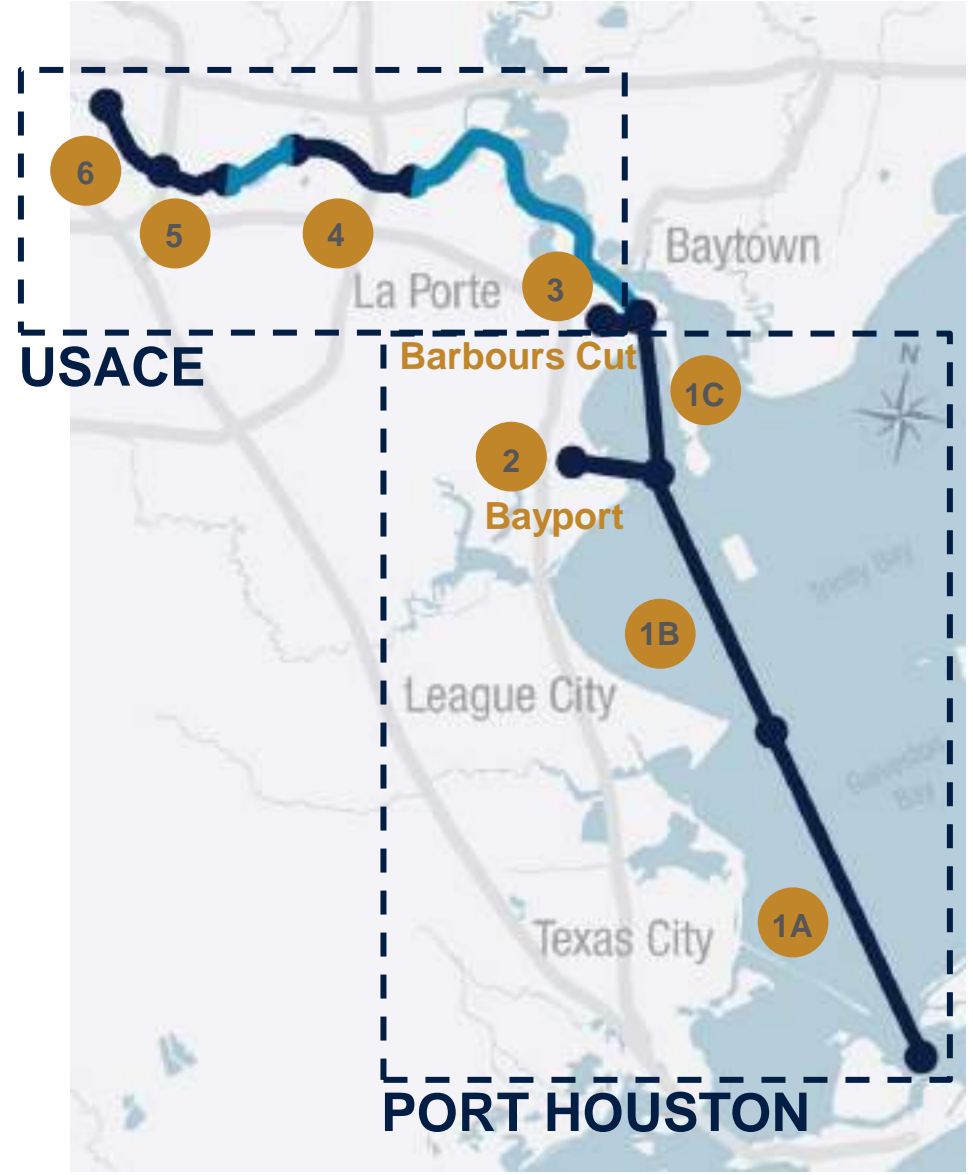 6
5
4
Baytown
3
La Porte
Barbours Cut
USACE
N
1C
2
Bayport
Trinity Bay
1B
League City
Galveston
Bay
1A
Texas City
PORT HOUSTON